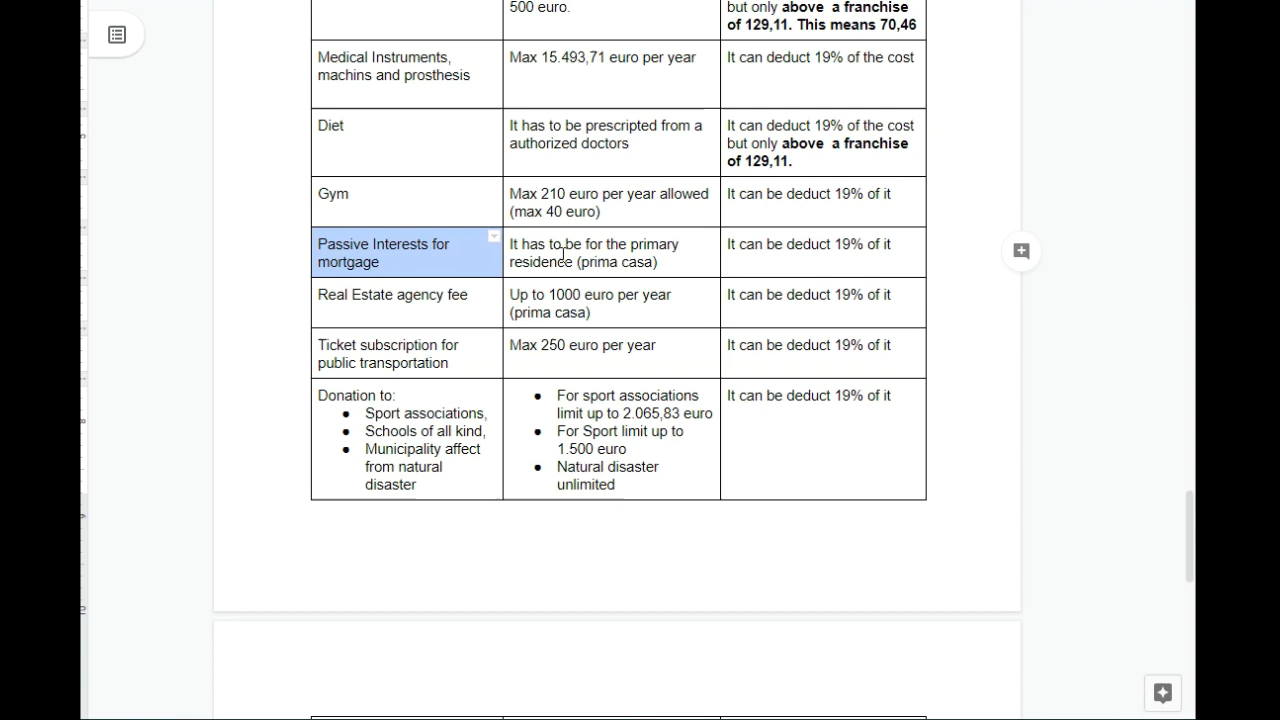 500 euro.
but only above a franchise
of 129,11. This means 70,46
Medical Instruments,
machins and prosthesis
Max 15.493,71 euro per year
It can deduct 19% of the cost
Diet
It has to be prescripted from a
authorized doctors
It can deduct 19% of the cost
but only above a franchise
of 129,11.
Gym
Max 210 euro per year allowed
(max 40 euro)
It can be deduct 19% of it
Passive Interests for
mortgage
It has to be for the primary
residence (prima casa)
It can be deduct 19% of it
Real Estate agency fee
Up to 1000 euro per year
(prima casa)
It can be deduct 19% of it
Ticket subscription for
public transportation
Max 250 euro per year
It can be deduct 19% of it
Donation to:
● Sport associations,
● Schools of all kind,
● Municipality affect
from natural
disaster
● For sport associations
limit up to 2.065,83 euro
● For Sport limit up to
1.500 euro
● Natural disaster
unlimited
It can be deduct 19% of it